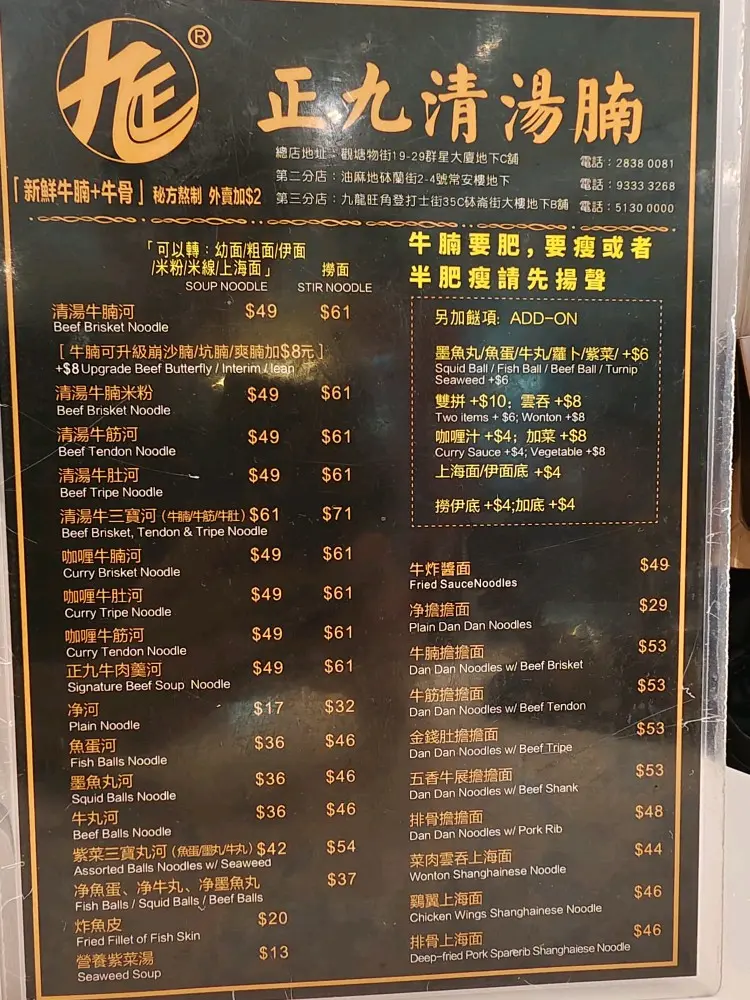 九正®
正九清湯腩
總店地址：觀塘物街19-29群星大廈地下C舖 電話：2838 0081
第二分店：油麻地砵蘭街2-4號常安樓地下 電話：9333 3268
「新鮮牛腩+牛骨」秘方熬制 外賣加$2
第三分店：九龍旺角登打士街35C砵崙街大樓地下B舖 電話：5130 0000
「可以轉：幼面/粗面/伊面
/米粉/米線/上海面」 撈面
SOUP NOODLE STIR NOODLE
清湯牛腩河 $49 $61
Beef Brisket Noodle
[ 牛腩可升級崩沙腩/坑腩/爽腩加$8元 ]
+$8 Upgrade Beef Butterfly / Interim / lean
清湯牛腩米粉 $49 $61
Beef Brisket Noodle
清湯牛筋河 $49 $61
Beef Tendon Noodle
清湯牛肚河 $49 $61
Beef Tripe Noodle
清湯牛三寶河 (牛腩/牛筋/牛肚) $61 $71
Beef Brisket, Tendon & Tripe Noodle
咖喱牛腩河 $49 $61
Curry Brisket Noodle
咖喱牛肚河 $49 $61
Curry Tripe Noodle
咖喱牛筋河 $49 $61
Curry Tendon Noodle
正九牛肉羹河 $49 $61
Signature Beef Soup Noodle
净河 $17 $32
Plain Noodle
魚蛋河 $36 $46
Fish Balls Noodle
墨魚丸河 $36 $46
Squid Balls Noodle
牛丸河 $36 $46
Beef Balls Noodle
紫菜三寶丸河 (魚蛋/墨丸/牛丸) $42 $54
Assorted Balls Noodles w/ Seaweed
净魚蛋、净牛丸、净墨魚丸 $37
Fish Balls / Squid Balls / Beef Balls
炸魚皮 $20
Fried Fillet of Fish Skin
營養紫菜湯 $13
Seaweed Soup
牛腩要肥，要瘦或者
半肥瘦請先揚聲
另加餸項: ADD-ON
墨魚丸/魚蛋/牛丸/蘿卜/紫菜/ +$6
Squid Ball / Fish Ball / Beef Ball / Turnip
Seaweed +$6
雙拼 +$10; 雲吞 +$8
Two items + $6; Wonton +$8
咖喱汁 +$4; 加菜 +$8
Curry Sauce +$4; Vegetable +$8
上海面/伊面底 +$4
撈伊底 +$4;加底 +$4
牛炸醬面 $49
Fried SauceNoodles
净擔擔面 $29
Plain Dan Dan Noodles
牛腩擔擔面 $53
Dan Dan Noodles w/ Beef Brisket
牛筋擔擔面 $53
Dan Dan Noodles w/ Beef Tendon
金錢肚擔擔面 $53
Dan Dan Noodles w/ Beef Tripe
五香牛展擔擔面 $53
Dan Dan Noodles w/ Beef Shank
排骨擔擔面 $48
Dan Dan Noodles w/ Pork Rib
菜肉雲吞上海面 $44
Wonton Shanghainese Noodle
鷄翼上海面 $46
Chicken Wings Shanghainese Noodle
排骨上海面 $46
Deep-fried Pork Sparerib Shanghaiese Noodle